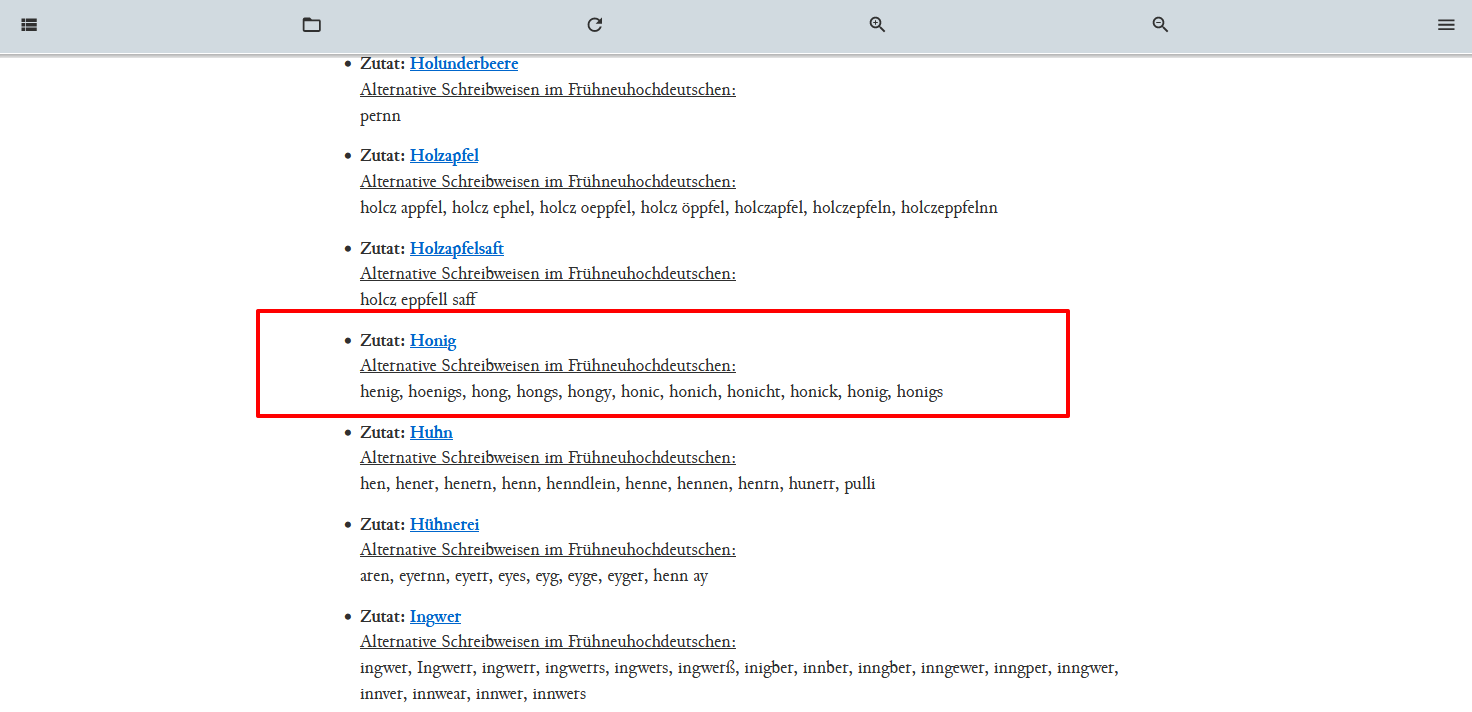 • Zutat: Holunderbeere
Alternative Schreibweisen im Frühneuhochdeutschen:
pernn
• Zutat: Holzapfel
Alternative Schreibweisen im Frühneuhochdeutschen:
holcz appfel, holcz ephel, holcz oeppfel, holcz öppfel, holczapfel, holczepfeln, holczeppfelnn
• Zutat: Holzapfelsaft
Alternative Schreibweisen im Frühneuhochdeutschen:
holcz eppfell saff
• Zutat: Honig
Alternative Schreibweisen im Frühneuhochdeutschen:
henig, hoenigs, hong, hongs, hongy, honic, honich, honicht, honick, honig, honigs
• Zutat: Huhn
Alternative Schreibweisen im Frühneuhochdeutschen:
hen, hener, henern, henn, henndlein, henne, hennen, henrn, hunerr, pulli
• Zutat: Hühnerei
Alternative Schreibweisen im Frühneuhochdeutschen:
aren, eyernn, eyerr, eyes, eyg, eyge, eyger, henn ay
• Zutat: Ingwer
Alternative Schreibweisen im Frühneuhochdeutschen:
ingwer, Ingwerr, ingwerr, ingwerrs, ingwers, ingwerß, inigber, innber, inngber, inngewer, inngper, inngwer,
innver, innwear, innwer, innwers